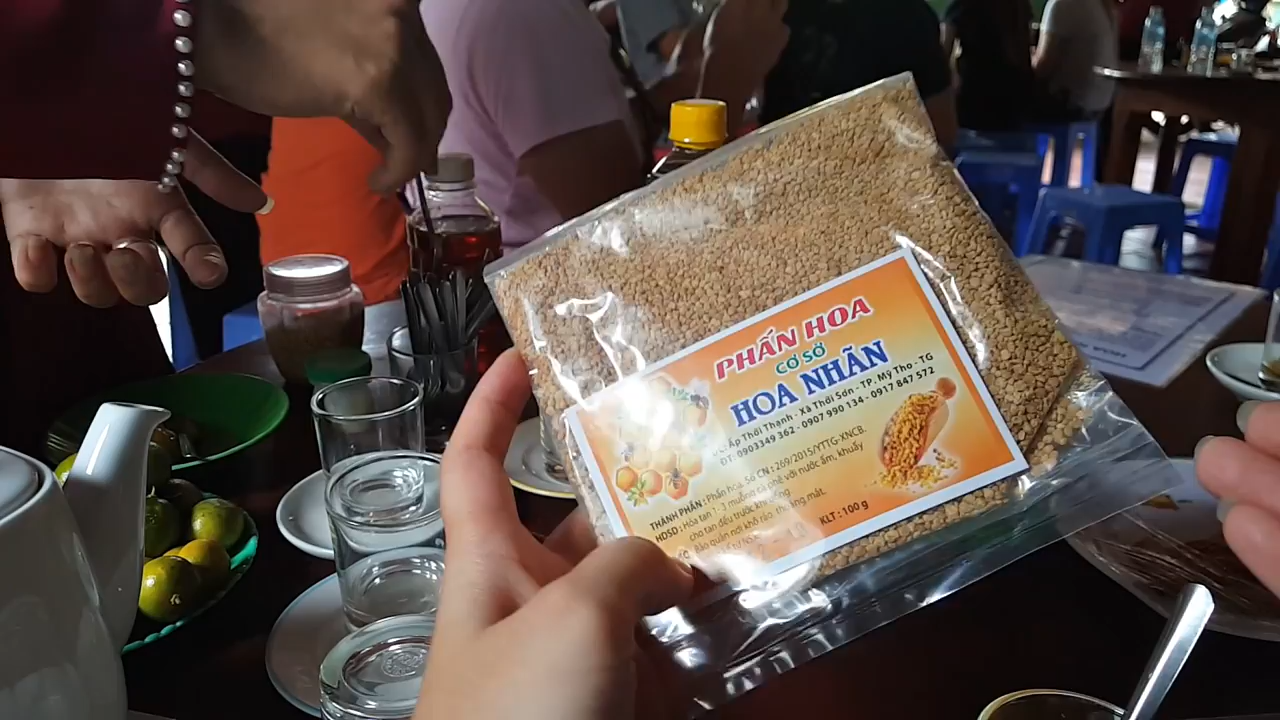 PHẤN HOA
CƠ SỞ
HOA NHÃN
ĐC: Ấp Thới Thạnh - Xã Thới Sơn - TP. Mỹ Tho - TG
ĐT: 0903349 362 - 0907 990 134 - 0917 847 572
THÀNH PHẦN : Phấn hoa. Số CN : 269/2015/YTTG-XNCB.
HDSD : Hòa tan 1- 3 muỗng cà phê với nước ấm, khuấy
cho tan đều trước khi uống
Bảo quản nơi khô ráo, thoáng mát.
KLT : 100 g